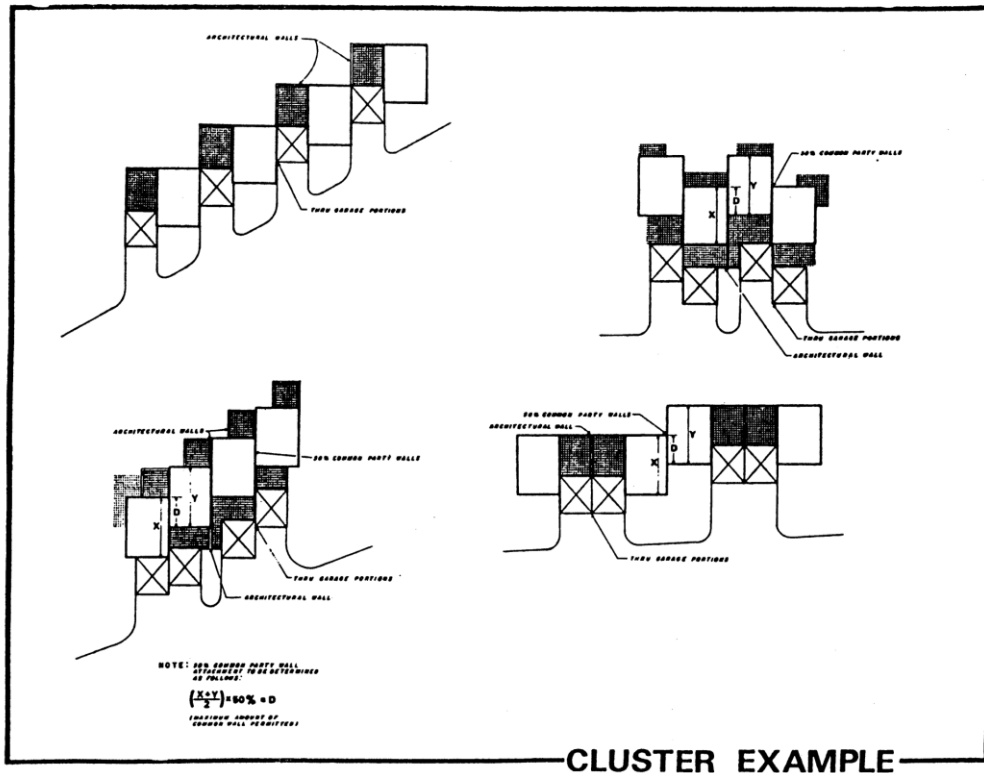 ARCHITECTURAL WALLS
THRU GARAGE PORTIONS
50% COMMON PARTY WALLS
X
D
Y
THRU GARAGE PORTIONS
ARCHITECTURAL WALL
ARCHITECTURAL WALLS
50% COMMON PARTY WALLS
X
D
Y
THRU GARAGE PORTIONS
ARCHITECTURAL WALL
50% COMMON PARTY WALLS
ARCHITECTURAL WALL
X
D
Y
THRU GARAGE PORTIONS
NOTE: 50% COMMON PARTY WALL
ATTACHMENT TO BE DETERMINED
AS FOLLOWS:
(X+Y/2) = 50% = D
(MAXIMUM AMOUNT OF
COMMON WALL PERMITTED)
CLUSTER EXAMPLE